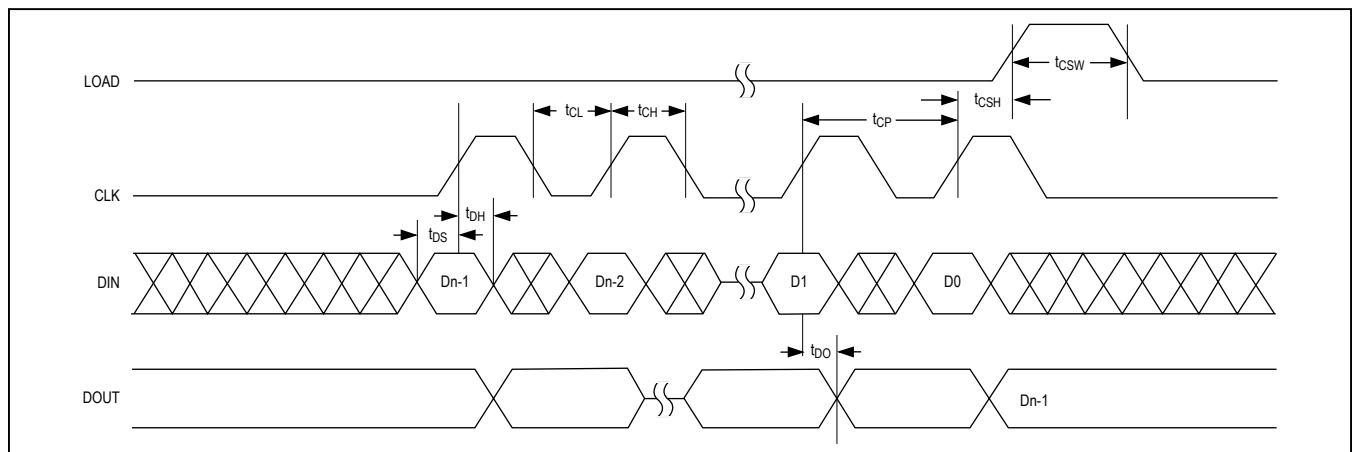 LOAD
tCSW
tCSH
tCL
tCH
tCP
CLK
tDH
tDS
DIN
Dn-1
Dn-2
D1
D0
tDO
DOUT
Dn-1